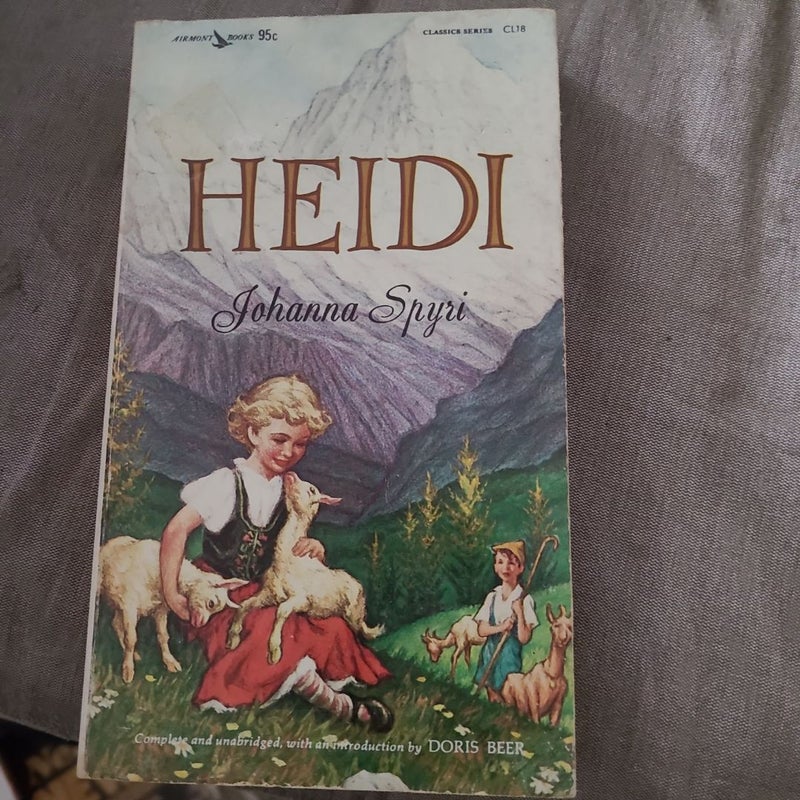 AIRMONT BOOKS 95c
CLASSICS SERIES CL18
HEIDI
Johanna Spyri
Complete and unabridged, with an introduction by DORIS BEER